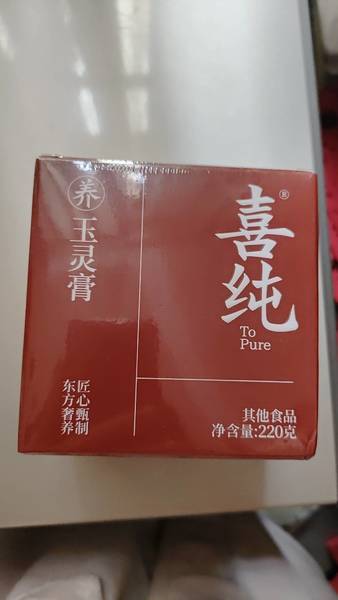 养
玉灵膏
喜纯®
To
Pure
匠心甄制
东方奢养
其他食品
净含量:220克